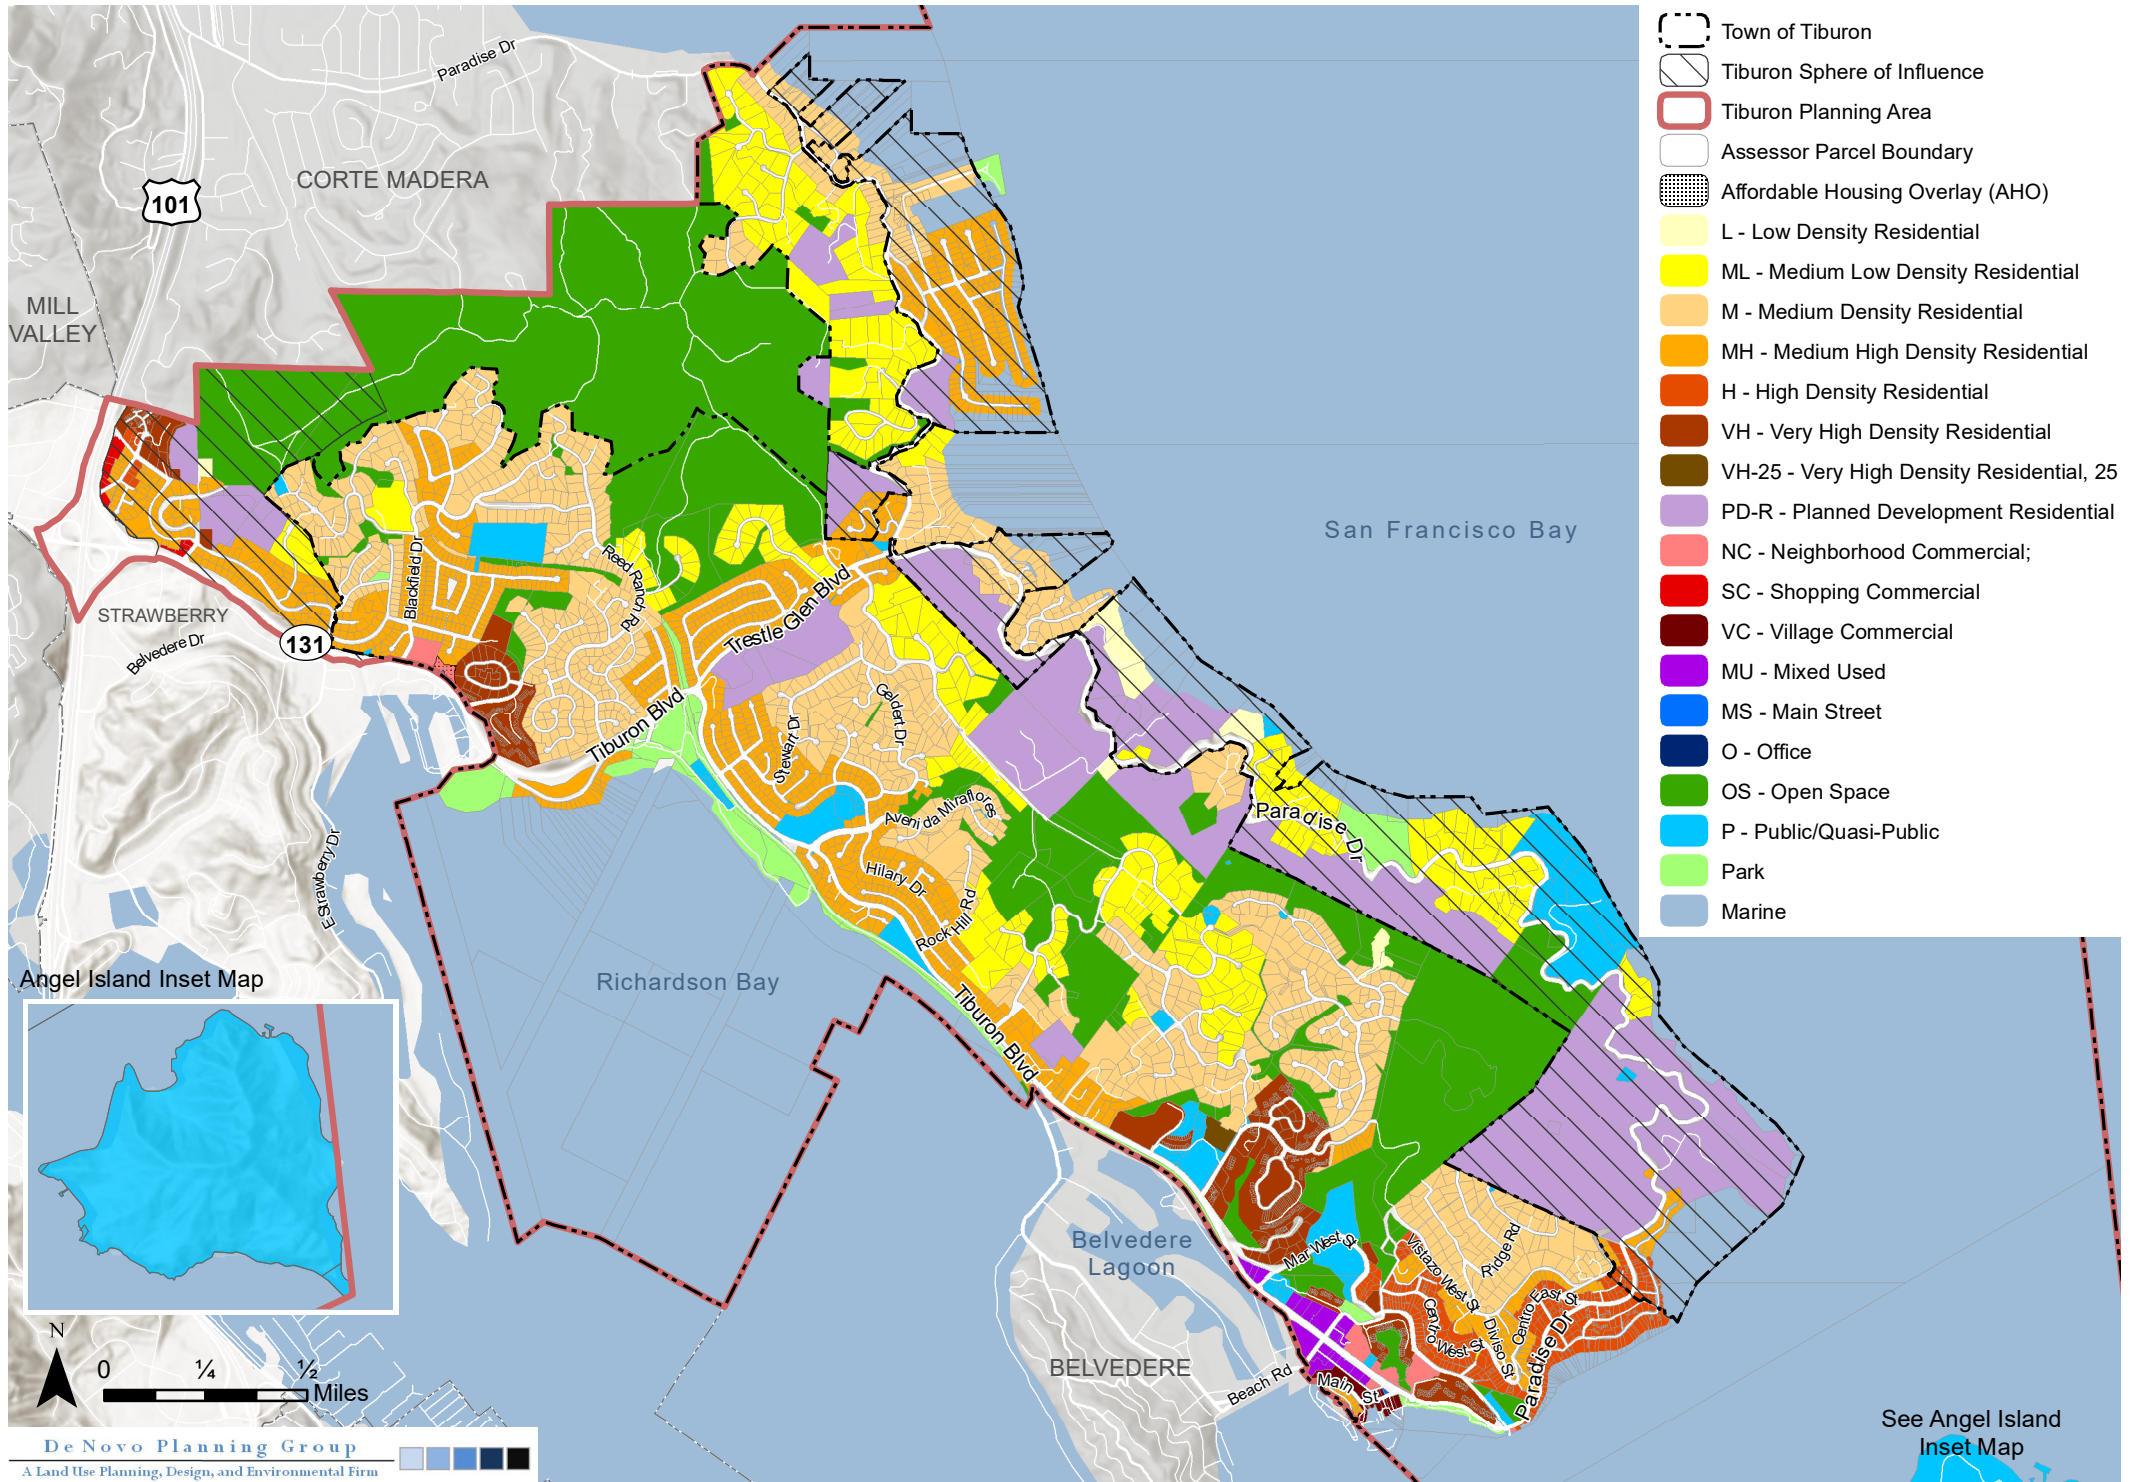 Town of Tiburon
Tiburon Sphere of Influence
Tiburon Planning Area
Assessor Parcel Boundary
Affordable Housing Overlay (AHO)
L - Low Density Residential
ML - Medium Low Density Residential
M - Medium Density Residential
MH - Medium High Density Residential
H - High Density Residential
VH - Very High Density Residential
VH-25 - Very High Density Residential, 25
PD-R - Planned Development Residential
NC - Neighborhood Commercial;
SC - Shopping Commercial
VC - Village Commercial
MU - Mixed Used
MS - Main Street
O - Office
OS - Open Space
P - Public/Quasi-Public
Park
Marine
Paradise Dr
CORTE MADERA
101
MILL
VALLEY
STRAWBERRY
Belvedere Dr
131
Blackfield Dr
Reed Ranch Rd
Trestle Glen Blvd
Tiburon Blvd
Stewart Dr
Geldert Dr
Avenida Miraflores
Hilary Dr
Rock Hill Rd
Tiburon Blvd
Paradise Dr
San Francisco Bay
E Strawberry Dr
Richardson Bay
Angel Island Inset Map
Belvedere
Lagoon
Mar West St
Vistazo West St
Ridge Rd
Centro East St
Centro West St
Diviso St
Paradise Dr
BELVEDERE
Beach Rd
Main St
N
0 ¼ ½
Miles
De Novo Planning Group
A Land Use Planning, Design, and Environmental Firm
See Angel Island
Inset Map